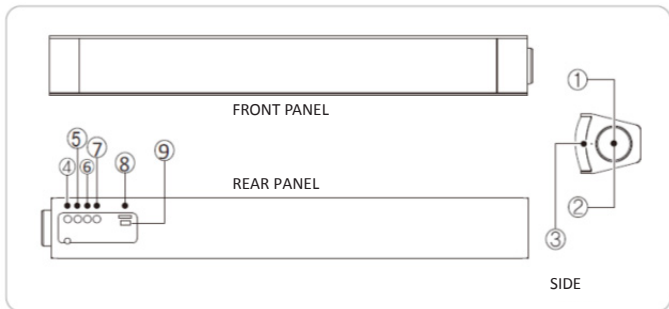 FRONT PANEL
①
⑤ ⑦
④ ⑥ ⑧ ⑨
REAR PANEL
②
③
SIDE